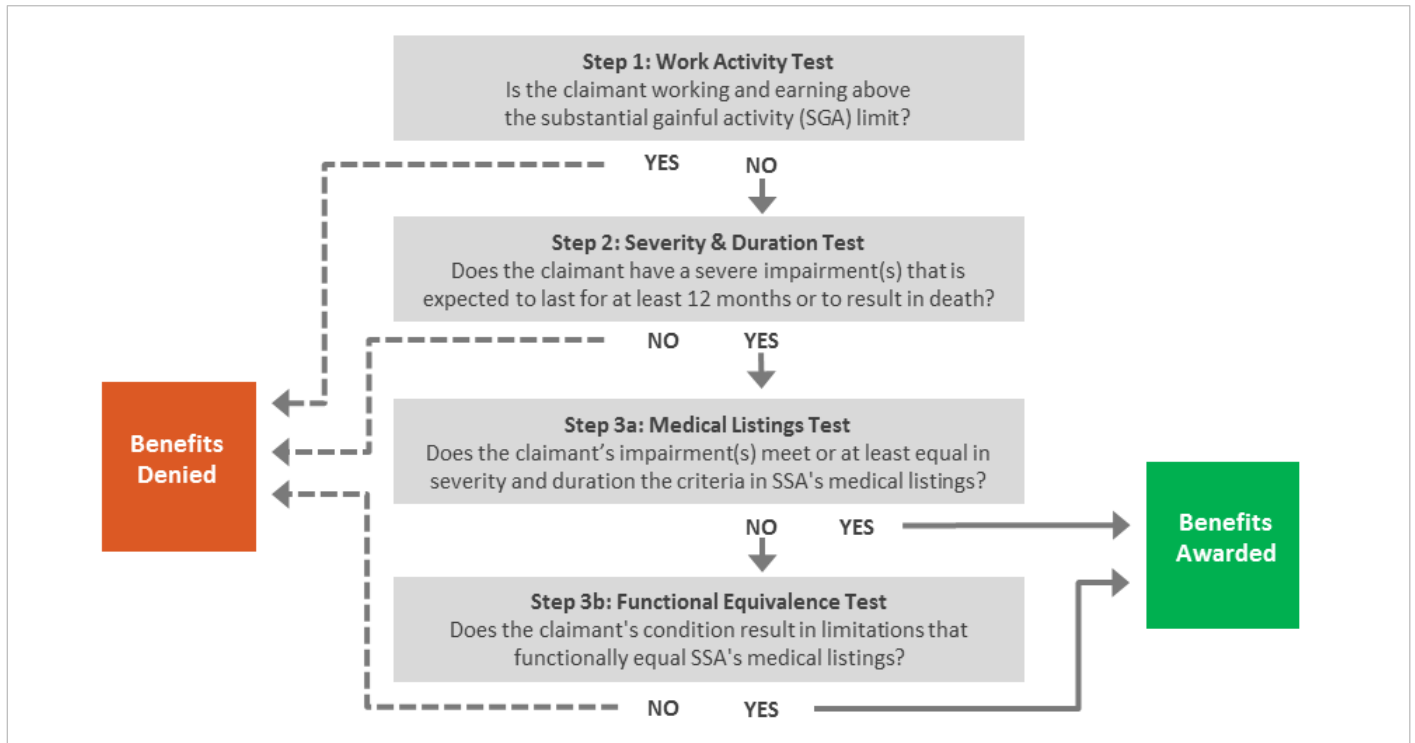 Step 1: Work Activity Test
Is the claimant working and earning above
the substantial gainful activity (SGA) limit?
YES NO
Step 2: Severity & Duration Test
Does the claimant have a severe impairment(s) that is
expected to last for at least 12 months or to result in death?
NO YES
Benefits
Denied
Step 3a: Medical Listings Test
Does the claimant’s impairment(s) meet or at least equal in
severity and duration the criteria in SSA's medical listings?
NO YES
Benefits
Awarded
Step 3b: Functional Equivalence Test
Does the claimant's condition result in limitations that
functionally equal SSA's medical listings?
NO YES